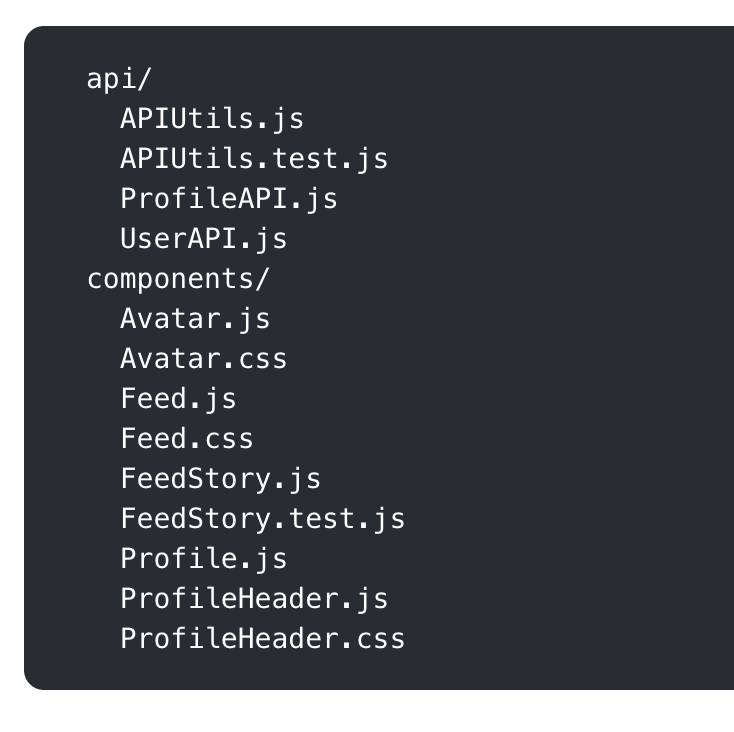 api/
  APIUtils.js
  APIUtils.test.js
  ProfileAPI.js
  UserAPI.js
components/
  Avatar.js
  Avatar.css
  Feed.js
  Feed.css
  FeedStory.js
  FeedStory.test.js
  Profile.js
  ProfileHeader.js
  ProfileHeader.css